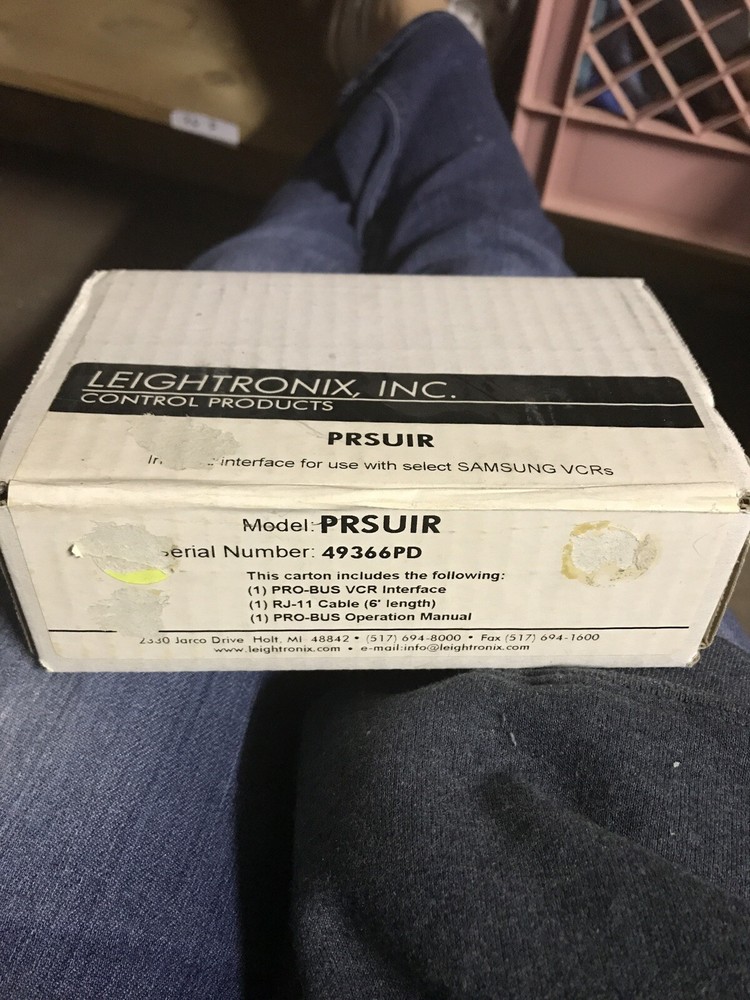 LEIGHTRONIX, INC.
CONTROL PRODUCTS
PRSUIR
interface for use with select SAMSUNG VCRs
Model: PRSUIR
Serial Number: 49366PD
This carton includes the following:
(1) PRO-BUS VCR Interface
(1) RJ-11 Cable (6' length)
(1) PRO-BUS Operation Manual
2330 Jarco Drive Holt, MI 48842 • (517) 694-8000 • Fax (517) 694-1600
www.leightronix.com • e-mail:info@leightronix.com